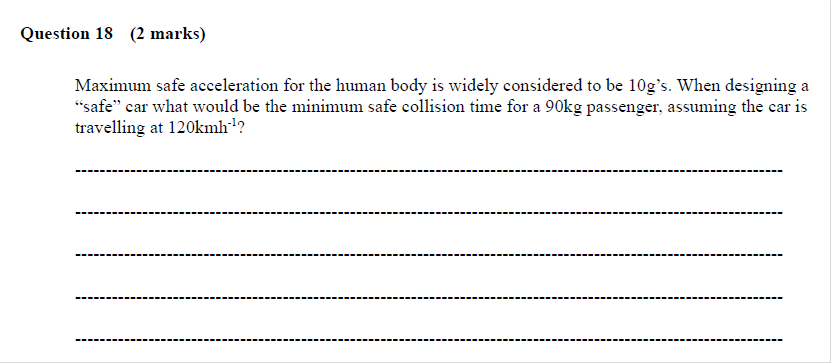 Question 18 (2 marks)
Maximum safe acceleration for the human body is widely considered to be 10g's. When designing a
“safe” car what would be the minimum safe collision time for a 90kg passenger, assuming the car is
travelling at 120kmh⁻¹?